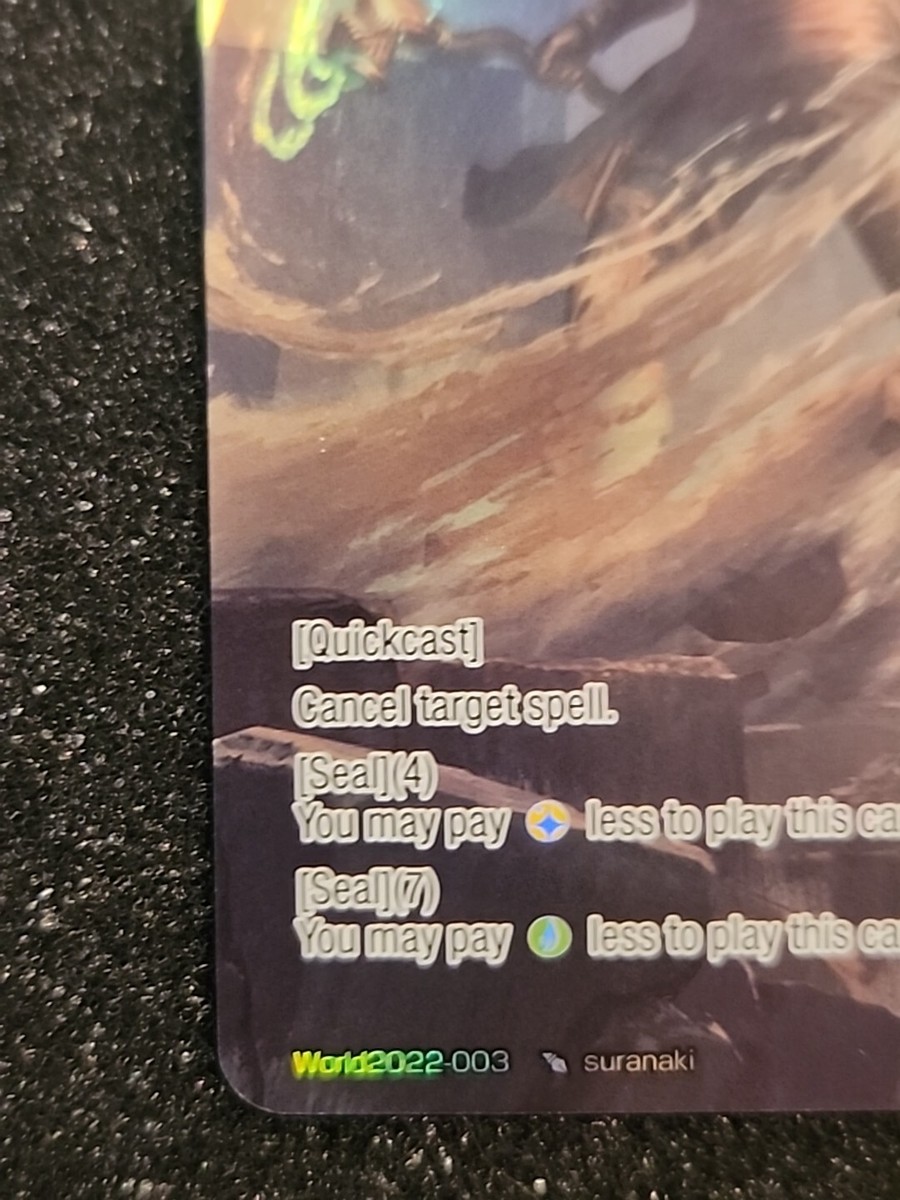 [Quickcast]
Cancel target spell.
[Seal](4)
You may pay less to play this ca
[Seal](7)
You may pay less to play this ca
World2022-003 suranaki